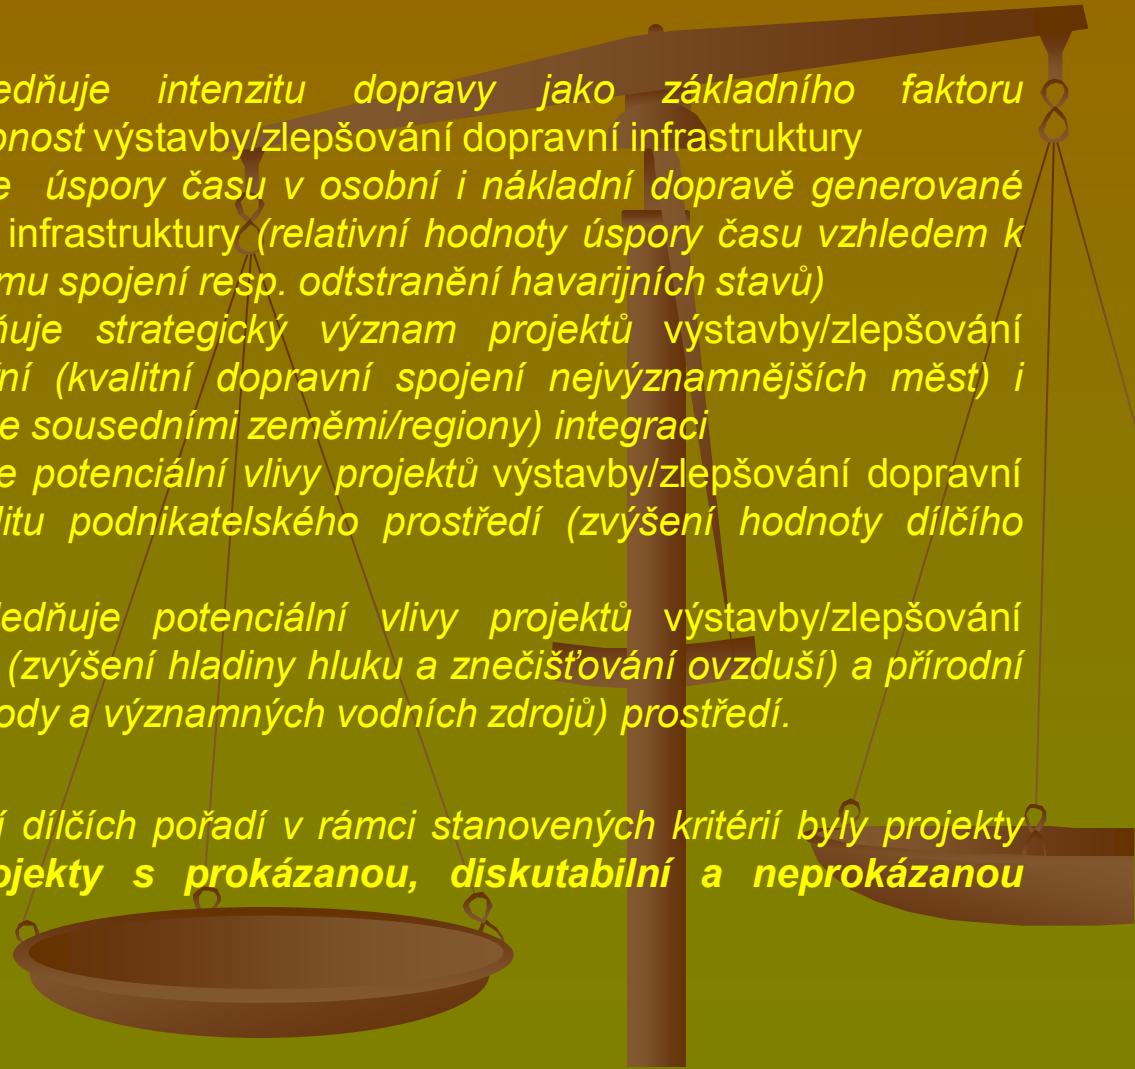 edňuje intenzitu dopravy jako základního faktoru
bnost výstavby/zlepšování dopravní infrastruktury
e úspory času v osobní i nákladní dopravě generované
infrastruktury (relativní hodnoty úspory času vzhledem k
mu spojení resp. odtstranění havarijních stavů)
ňuje strategický význam projektů výstavby/zlepšování
ní (kvalitní dopravní spojení nejvýznamnějších měst) i
e sousedními zeměmi/regiony) integraci
e potenciální vlivy projektů výstavby/zlepšování dopravní
litu podnikatelského prostředí (zvýšení hodnoty dílčího
ledňuje potenciální vlivy projektů výstavby/zlepšování
(zvýšení hladiny hluku a znečišťování ovzduší) a přírodní
ody a významných vodních zdrojů) prostředí.
í dílčích pořadí v rámci stanovených kritérií byly projekty
ojekty s prokázanou, diskutabilní a neprokázanou